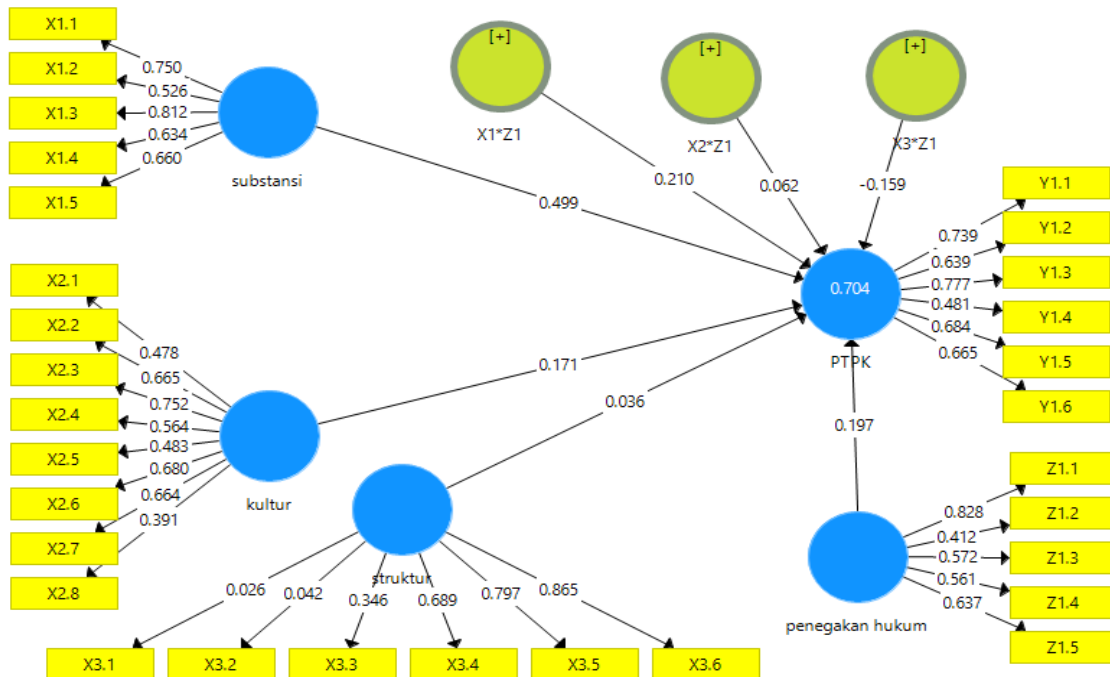 X1.1
X1.2
X1.3
X1.4
X1.5
0.750
0.526
0.812
0.634
0.660
substansi
[+]
X1*Z1
[+]
X2*Z1
[+]
X3*Z1
0.210
0.062
-0.159
0.499
X2.1
X2.2
X2.3
X2.4
X2.5
X2.6
X2.7
X2.8
0.478
0.665
0.752
0.564
0.483
0.680
0.664
0.391
kultur
0.171
0.036
0.704
PTPK
0.739
0.639
0.777
0.481
0.684
0.665
Y1.1
Y1.2
Y1.3
Y1.4
Y1.5
Y1.6
0.197
struktur
0.026
0.042
0.346
0.689
0.797
0.865
X3.1
X3.2
X3.3
X3.4
X3.5
X3.6
penegakan hukum
0.828
0.412
0.572
0.561
0.637
Z1.1
Z1.2
Z1.3
Z1.4
Z1.5